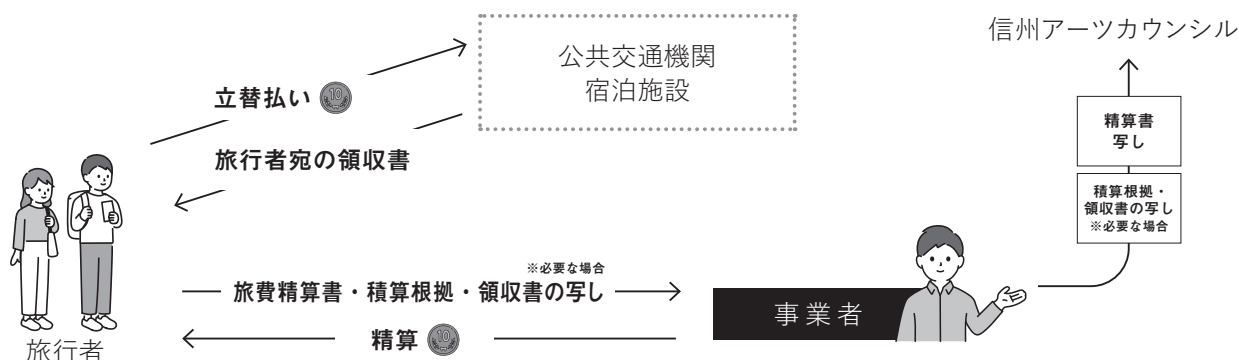 信州アーツカウンシル
公共交通機関
宿泊施設
立替払い
10
旅行者宛の領収書
精算書
写し
積算根拠・
領収書の写し
※必要な場合
※必要な場合
旅費精算書・積算根拠・領収書の写し
事業者
精算
10
旅行者